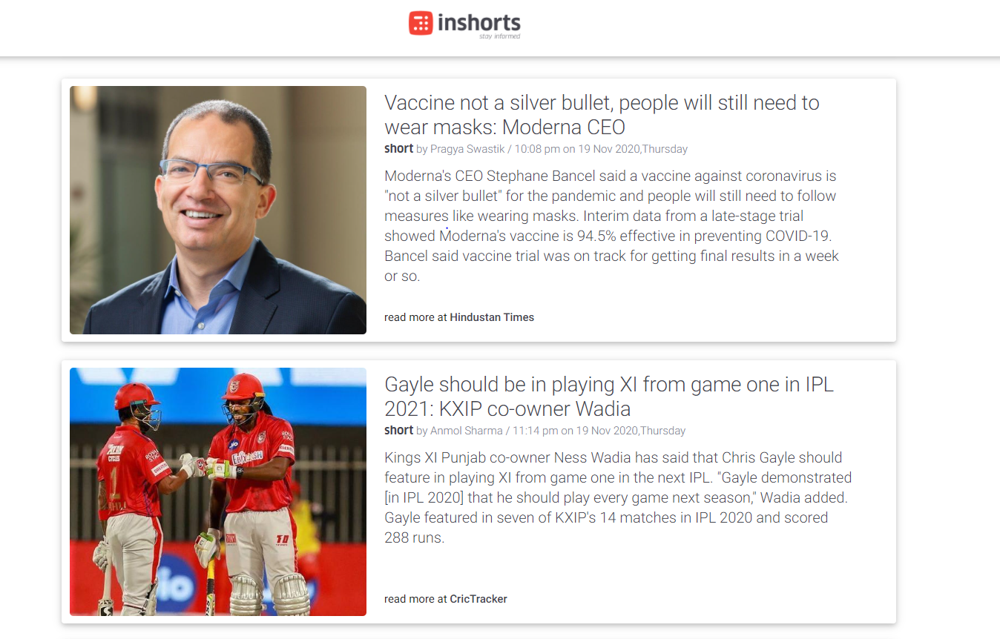 inshorts
stay informed
Vaccine not a silver bullet, people will still need to
wear masks: Moderna CEO
short by Pragya Swastik / 10:08 pm on 19 Nov 2020,Thursday
Moderna's CEO Stephane Bancel said a vaccine against coronavirus is
"not a silver bullet" for the pandemic and people will still need to follow
measures like wearing masks. Interim data from a late-stage trial
showed Moderna's vaccine is 94.5% effective in preventing COVID-19.
Bancel said vaccine trial was on track for getting final results in a week
or so.
read more at Hindustan Times
Gayle should be in playing XI from game one in IPL
2021: KXIP co-owner Wadia
short by Anmol Sharma / 11:14 pm on 19 Nov 2020,Thursday
Kings XI Punjab co-owner Ness Wadia has said that Chris Gayle should
feature in playing XI from game one in the next IPL. "Gayle demonstrated
[in IPL 2020] that he should play every game next season," Wadia added.
Gayle featured in seven of KXIP's 14 matches in IPL 2020 and scored
288 runs.
read more at CricTracker
CYCLES
ROYAL
1
Jio